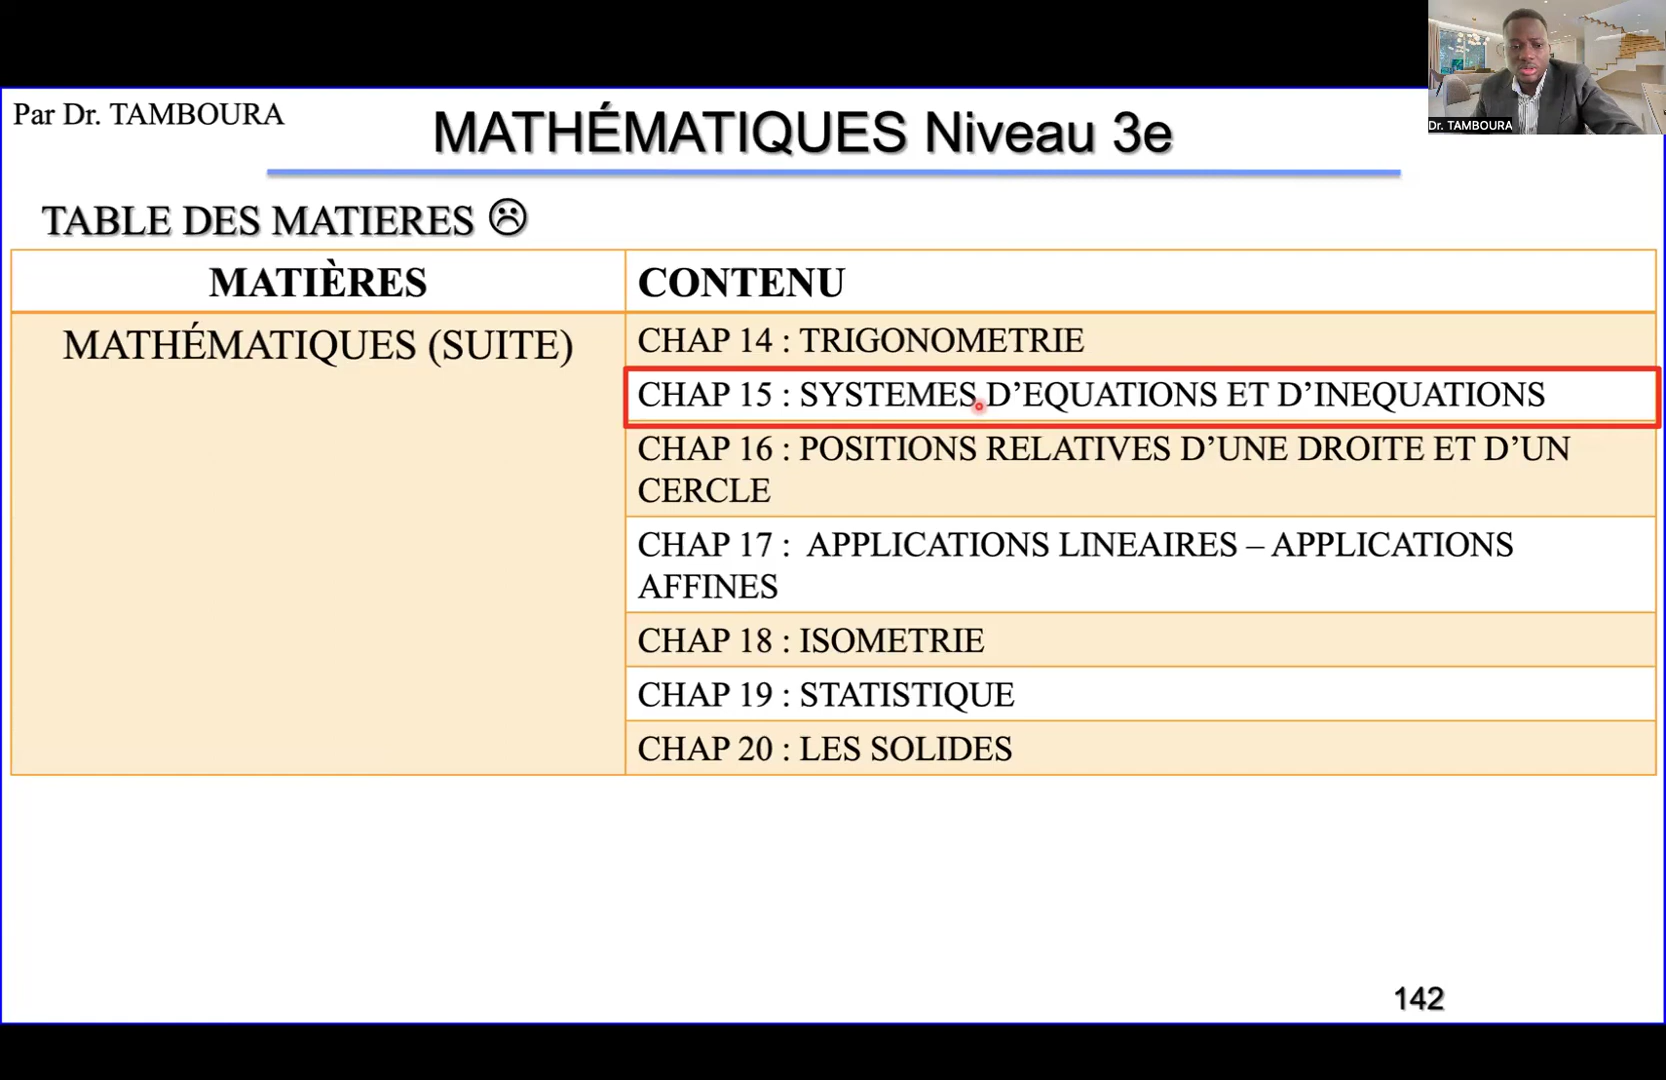 Par Dr. TAMBOURA
MATHÉMATIQUES Niveau 3e
Dr. TAMBOURA
TABLE DES MATIERES ☹
MATIÈRES
CONTENU
MATHÉMATIQUES (SUITE)
CHAP 14 : TRIGONOMETRIE
CHAP 15 : SYSTEMES D’EQUATIONS ET D’INEQUATIONS
CHAP 16 : POSITIONS RELATIVES D’UNE DROITE ET D’UN
CERCLE
CHAP 17 : APPLICATIONS LINEAIRES – APPLICATIONS
AFFINES
CHAP 18 : ISOMETRIE
CHAP 19 : STATISTIQUE
CHAP 20 : LES SOLIDES
142